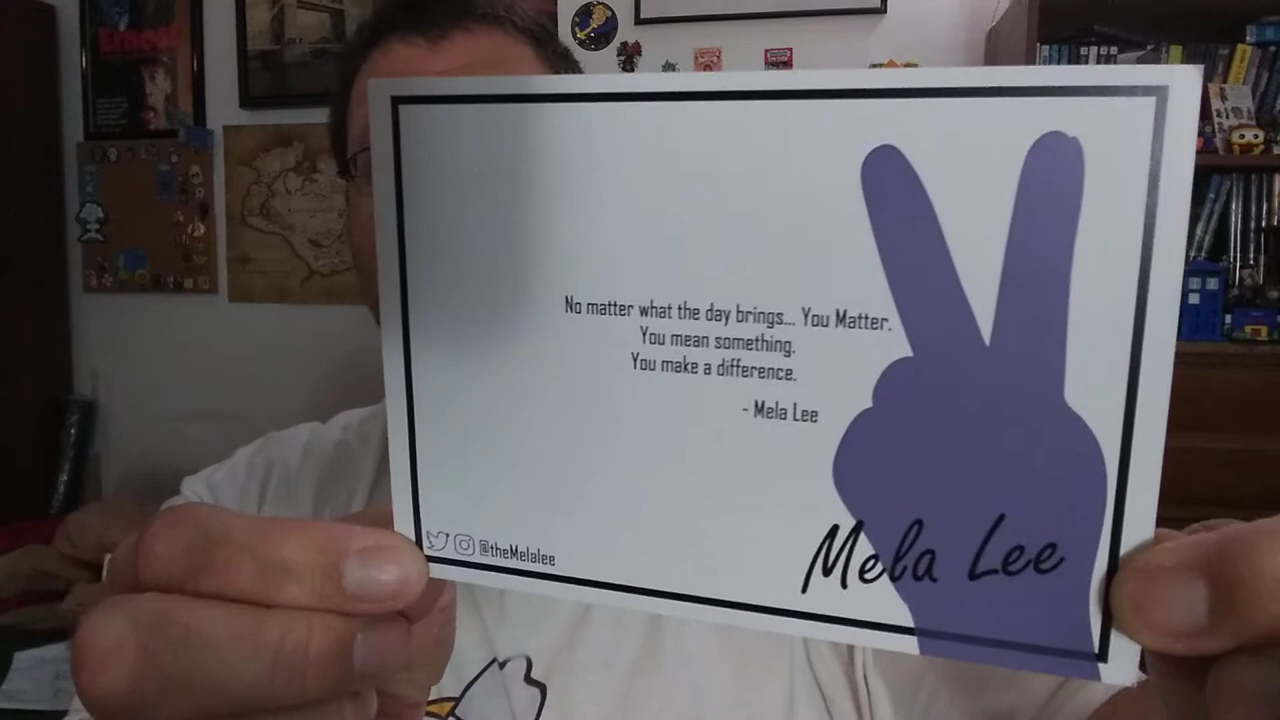 Ernest
No matter what the day brings... You Matter.
You mean something.
You make a difference.
- Mela Lee
@theMelalee
Mela Lee